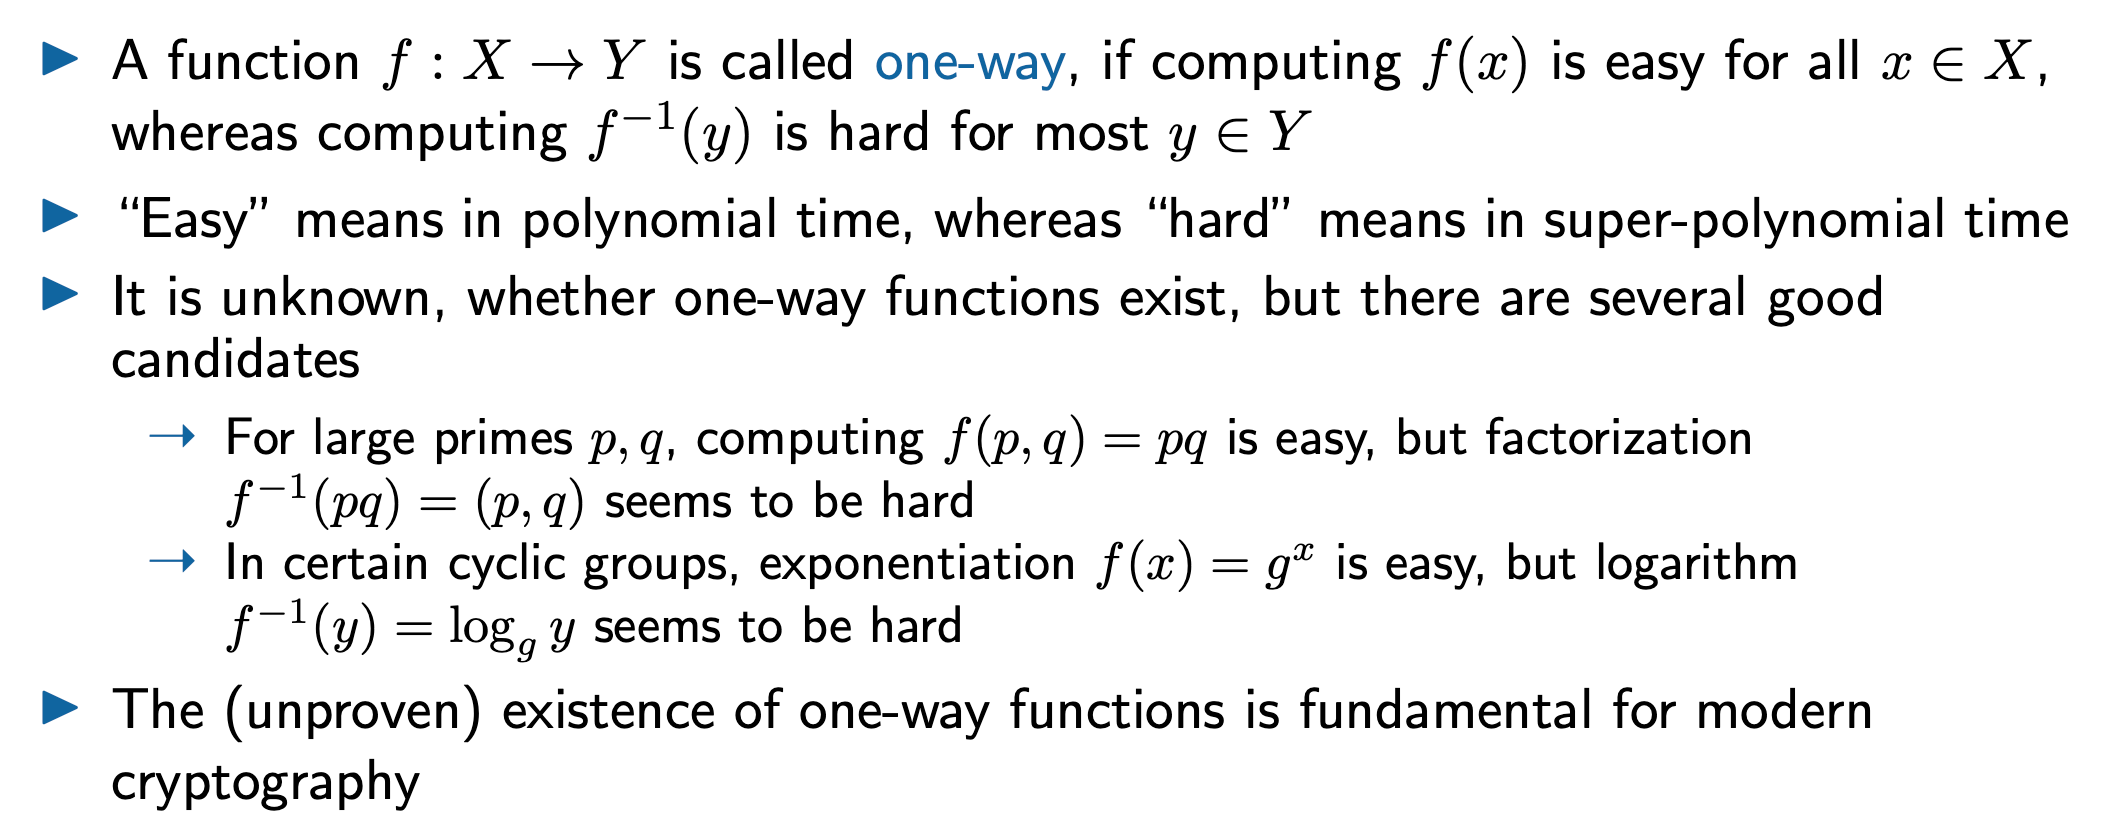 ▶ A function f : X → Y is called one-way, if computing f(x) is easy for all x ∈ X,
whereas computing f⁻¹(y) is hard for most y ∈ Y
▶ “Easy” means in polynomial time, whereas “hard” means in super-polynomial time
▶ It is unknown, whether one-way functions exist, but there are several good
candidates
→ For large primes p, q, computing f(p, q) = pq is easy, but factorization
f⁻¹(pq) = (p, q) seems to be hard
→ In certain cyclic groups, exponentiation f(x) = gˣ is easy, but logarithm
f⁻¹(y) = log_g y seems to be hard
▶ The (unproven) existence of one-way functions is fundamental for modern
cryptography